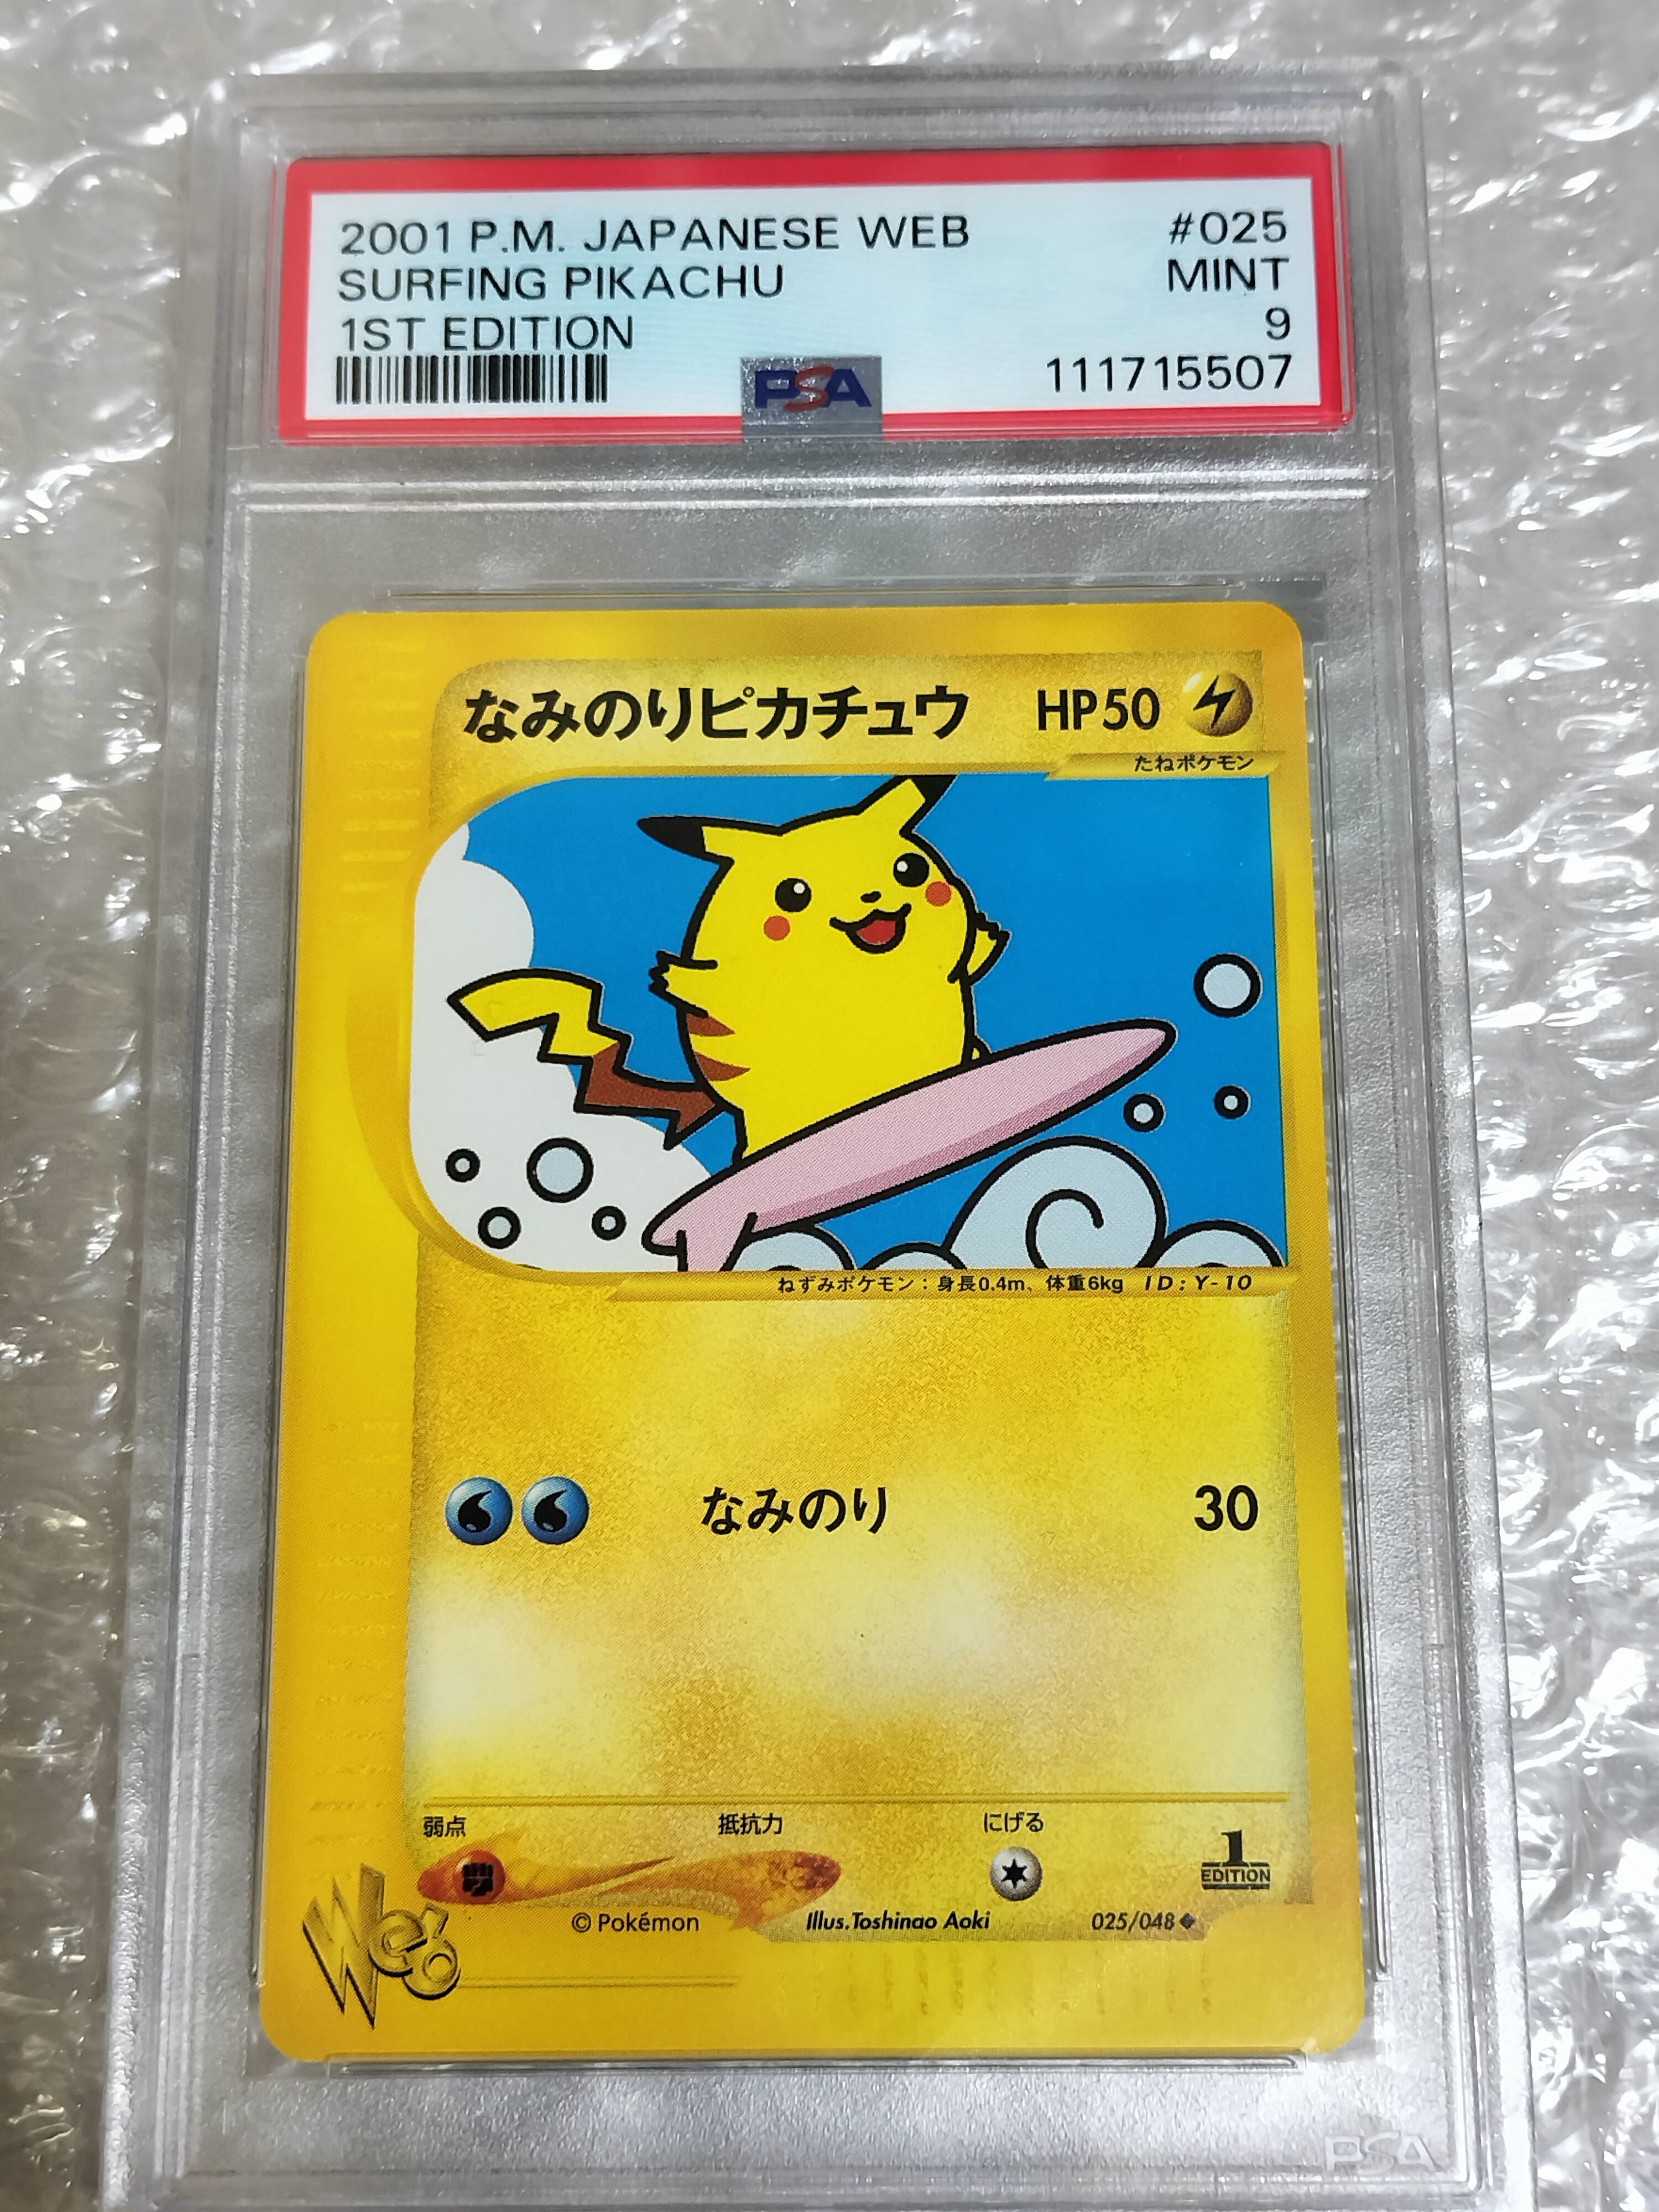 2001 P.M. JAPANESE WEB #025
SURFING PIKACHU MINT
1ST EDITION 9
PSA 111715507
なみのりピカチュウ HP50
たねポケモン
ねずみポケモン：身長0.4m、体重6kg ID:Y-10
なみのり 30
弱点 抵抗力 にげる
1
EDITION
Web
© Pokémon Illus.Toshinao Aoki 025/048
PSA